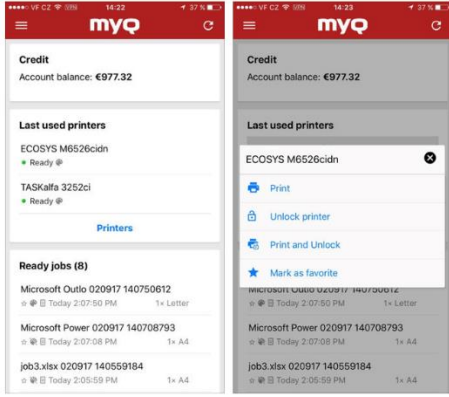 VF CZ VPN 14:22 37 %
myQ
Credit
Account balance: €977.32
Last used printers
ECOSYS M6526cidn
Ready
TASKalfa 3252ci
Ready
Printers
Ready jobs (8)
Microsoft Outlo 020917 140750612
Today 2:07:50 PM 1× Letter
Microsoft Power 020917 140708793
Today 2:07:08 PM 1× A4
job3.xlsx 020917 140559184
Today 2:05:59 PM 1× A4
VF CZ VPN 14:23 37 %
myQ
Credit
Account balance: €977.32
Last used printers
ECOSYS M6526cidn
Print
Unlock printer
Print and Unlock
Mark as favorite
Microsoft Outlo 020917 140750612
Today 2:07:50 PM 1× Letter
Microsoft Power 020917 140708793
Today 2:07:08 PM 1× A4
job3.xlsx 020917 140559184
Today 2:05:59 PM 1× A4